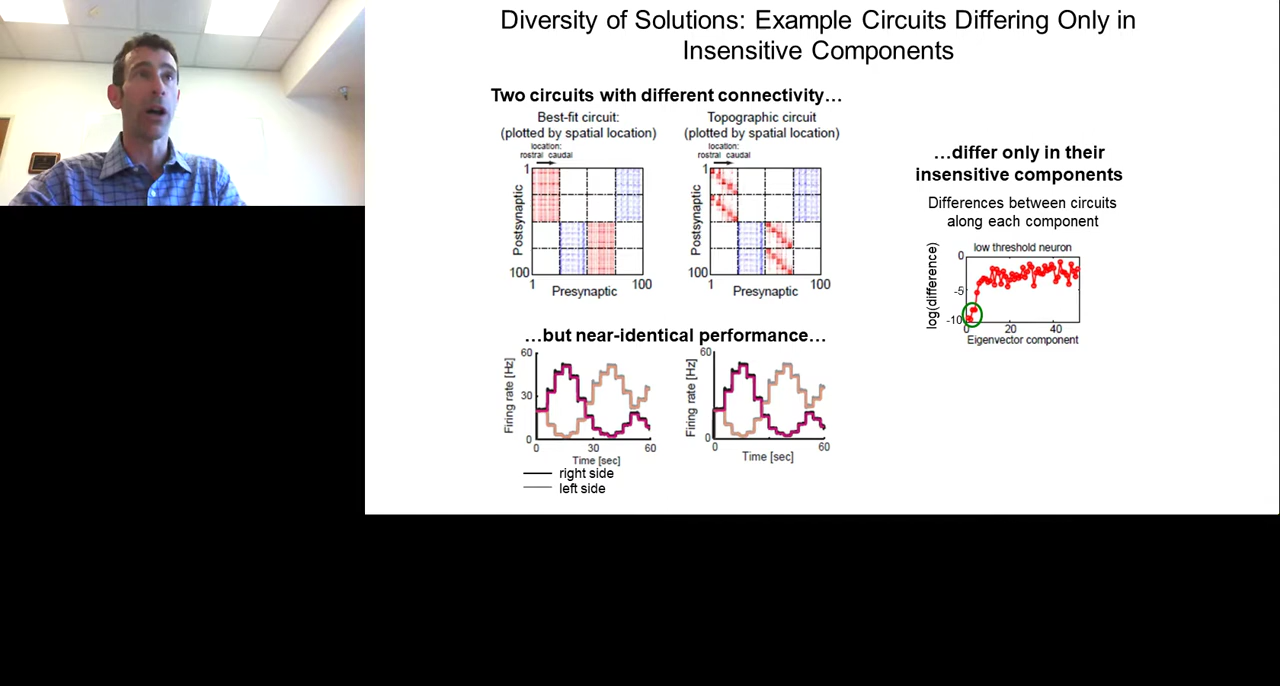 Diversity of Solutions: Example Circuits Differing Only in
Insensitive Components
Two circuits with different connectivity…
Best-fit circuit:
(plotted by spatial location)
location:
rostral caudal
1
100
Postsynaptic
1
100
Presynaptic
Topographic circuit
(plotted by spatial location)
location:
rostral caudal
1
100
Postsynaptic
1
100
Presynaptic
…but near-identical performance…
60
30
0
Firing rate [Hz]
0
30
60
Time [sec]
right side
left side
60
0
Firing rate [Hz]
0
60
Time [sec]
…differ only in their
insensitive components
Differences between circuits
along each component
low threshold neuron
0
-5
-10
log(difference)
0
20
40
Eigenvector component